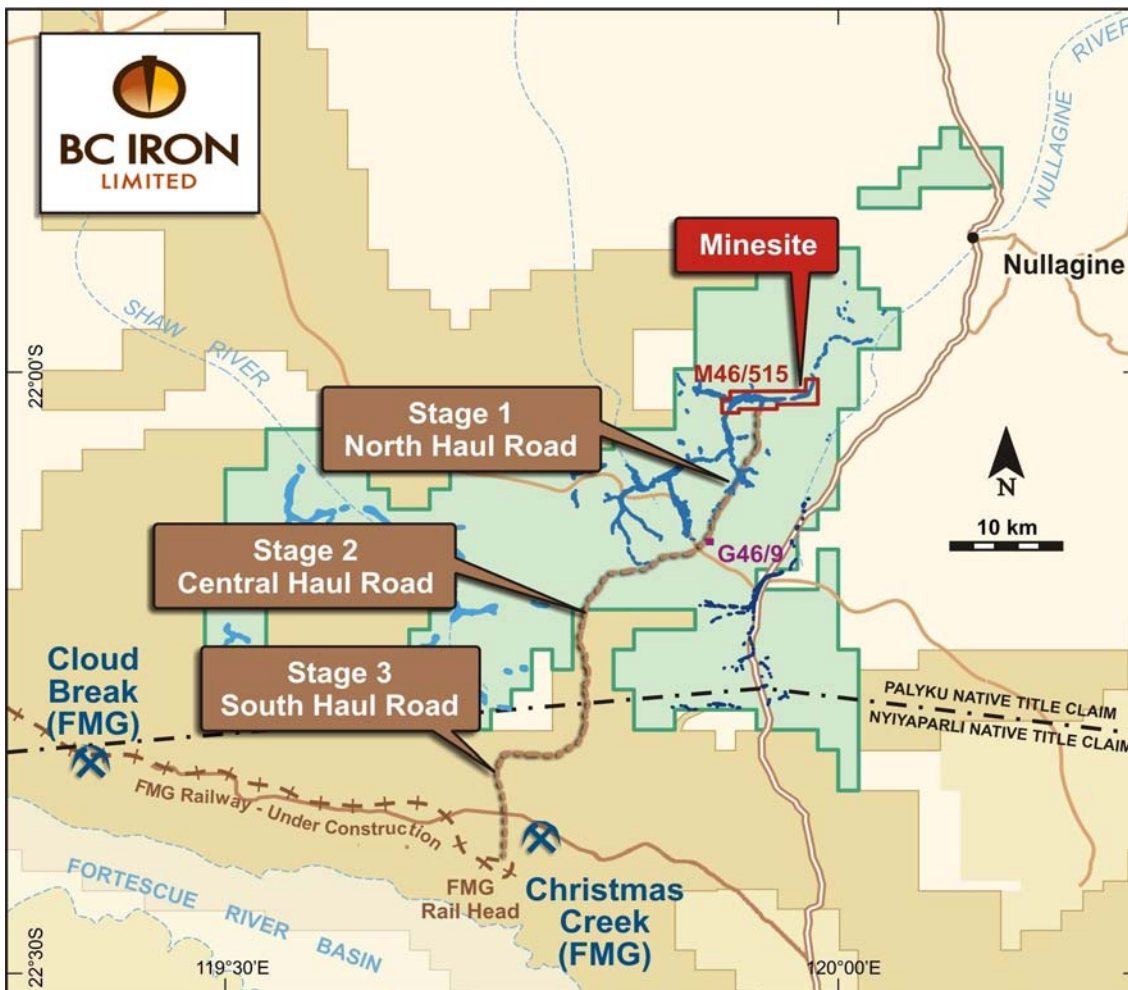 BC IRON
LIMITED
RIVER
NULLAGINE
Minesite
Nullagine
SHAW RIVER
22°00'S
M46/515
Stage 1
North Haul Road
N
10 km
Stage 2
Central Haul Road
G46/9
Stage 3
South Haul Road
Cloud
Break
(FMG)
PALYKU NATIVE TITLE CLAIM
NYIYAPARLI NATIVE TITLE CLAIM
FMG Railway - Under Construction
FMG
Rail Head
Christmas
Creek
(FMG)
FORTESCUE RIVER BASIN
22°30'S
119°30'E
120°00'E